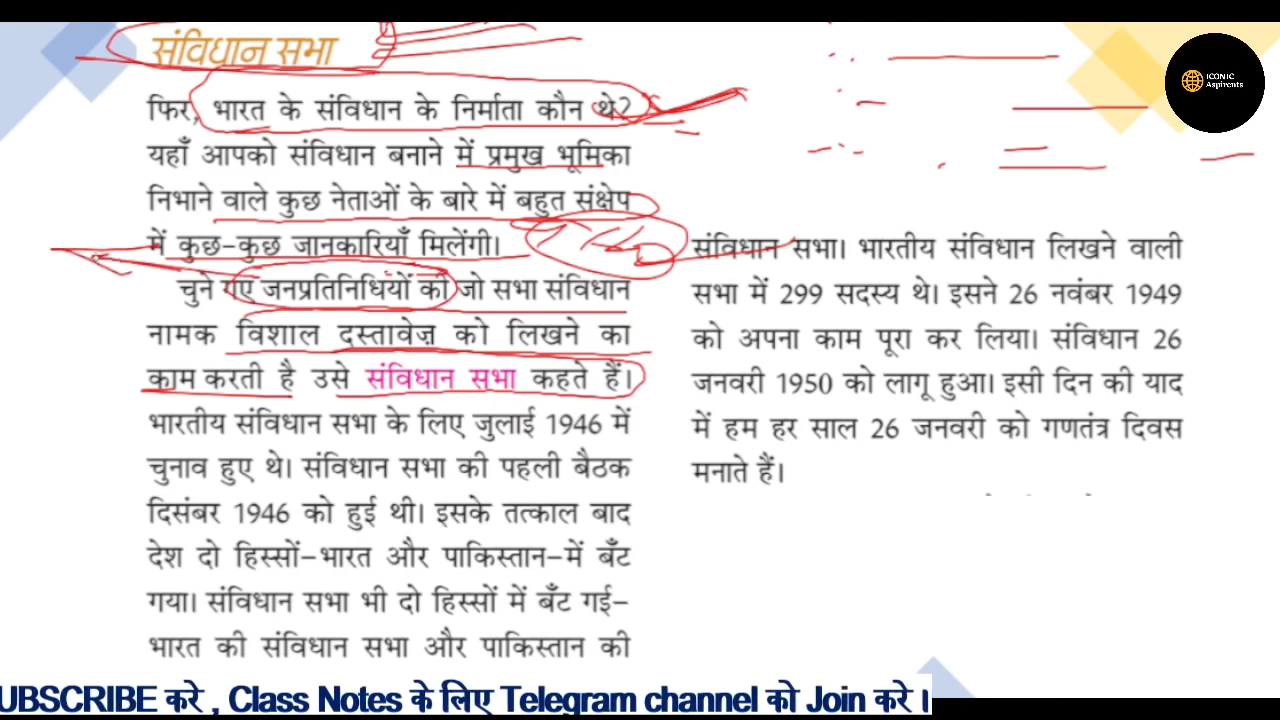 संविधान सभा
फिर, भारत के संविधान के निर्माता कौन थे?
यहाँ आपको संविधान बनाने में प्रमुख भूमिका
निभाने वाले कुछ नेताओं के बारे में बहुत संक्षेप
में कुछ-कुछ जानकारियाँ मिलेंगी।
चुने गए जनप्रतिनिधियों की जो सभा संविधान
नामक विशाल दस्तावेज़ को लिखने का
काम करती है उसे संविधान सभा कहते हैं।
भारतीय संविधान सभा के लिए जुलाई 1946 में
चुनाव हुए थे। संविधान सभा की पहली बैठक
दिसंबर 1946 को हुई थी। इसके तत्काल बाद
देश दो हिस्सों-भारत और पाकिस्तान-में बँट
गया। संविधान सभा भी दो हिस्सों में बँट गई-
भारत की संविधान सभा और पाकिस्तान की
संविधान सभा। भारतीय संविधान लिखने वाली
सभा में 299 सदस्य थे। इसने 26 नवंबर 1949
को अपना काम पूरा कर लिया। संविधान 26
जनवरी 1950 को लागू हुआ। इसी दिन की याद
में हम हर साल 26 जनवरी को गणतंत्र दिवस
मनाते हैं।
ICONIC
Aspirents
UBSCRIBE करे , Class Notes के लिए Telegram channel को Join करे ।